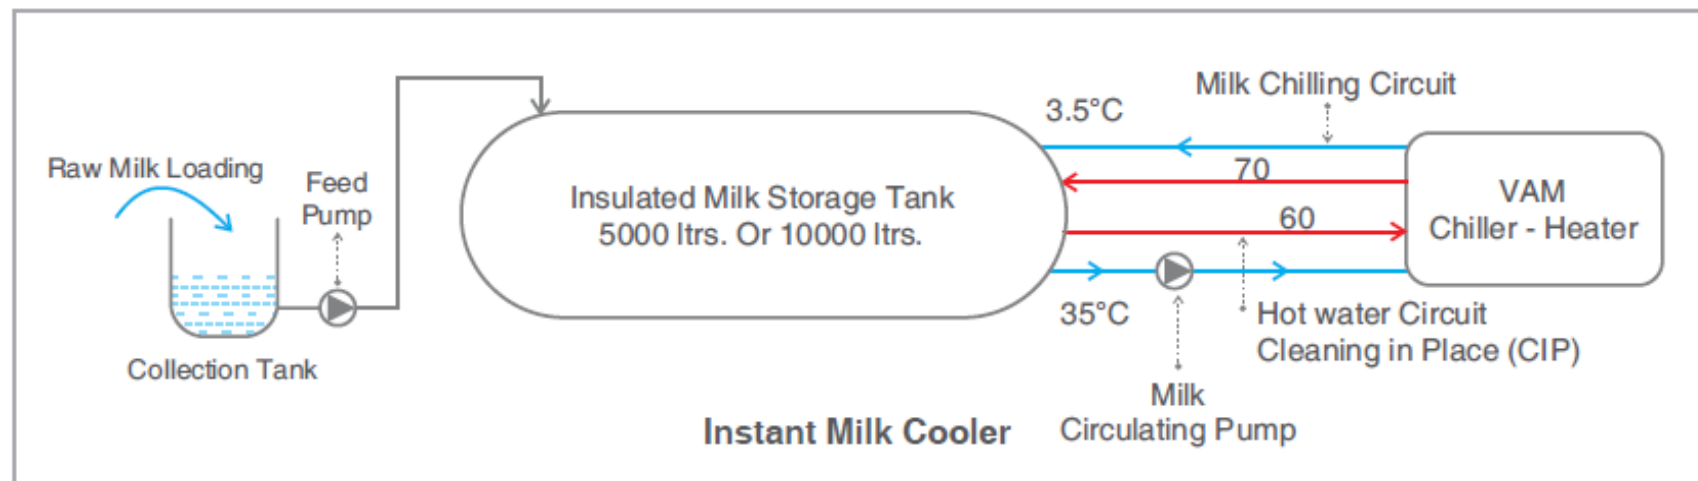 Raw Milk Loading
Feed
Pump
Collection Tank
Insulated Milk Storage Tank
5000 ltrs. Or 10000 ltrs.
3.5°C
Milk Chilling Circuit
70
60
35°C
VAM
Chiller - Heater
Hot water Circuit
Cleaning in Place (CIP)
Milk
Circulating Pump
Instant Milk Cooler